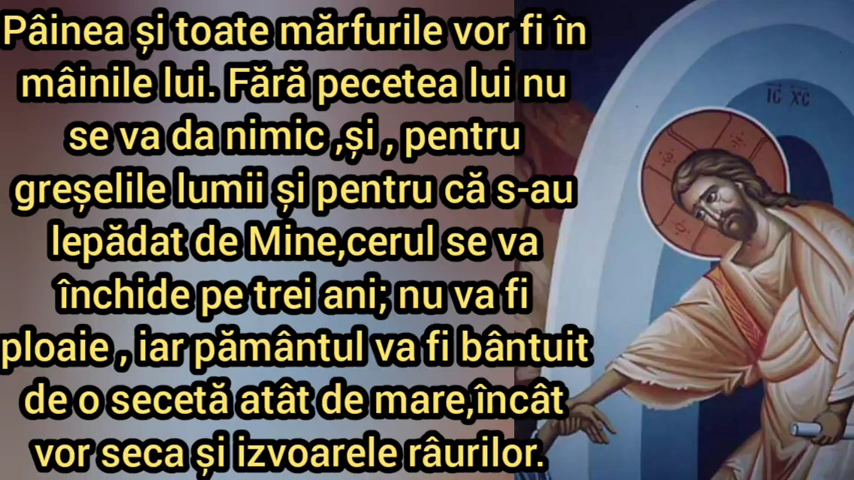 Pâinea și toate mărfurile vor fi în
mâinile lui. Fără pecetea lui nu
se va da nimic ,și , pentru
greșelile lumii și pentru că s-au
lepădat de Mine,cerul se va
închide pe trei ani; nu va fi
ploaie , iar pământul va fi bântuit
de o secetă atât de mare,încât
vor seca și izvoarele râurilor.
IC XC